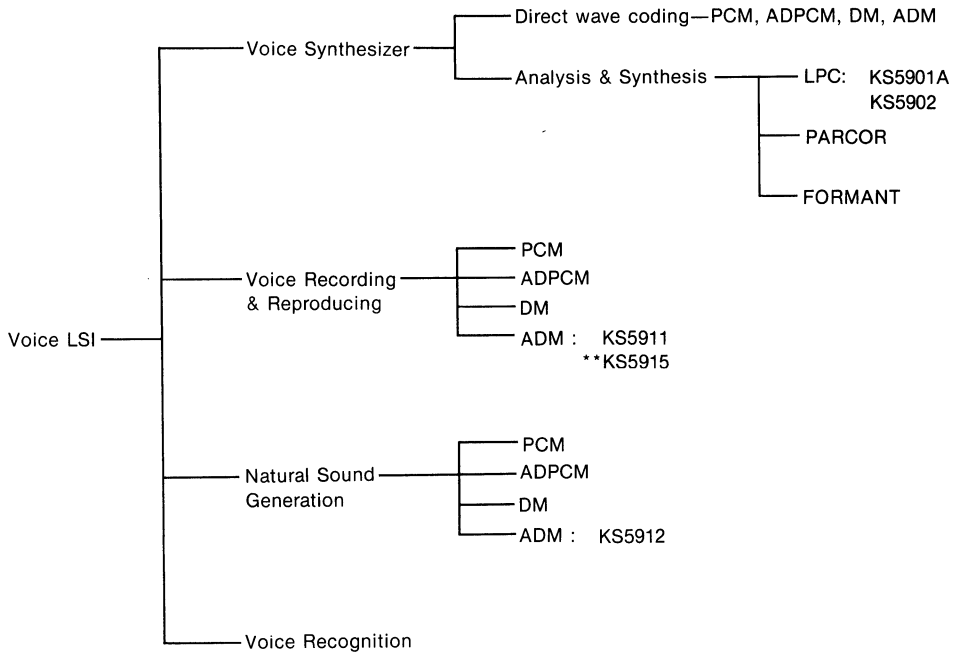 Direct wave coding—PCM, ADPCM, DM, ADM
Voice Synthesizer
Analysis & Synthesis
LPC: KS5901A
KS5902
PARCOR
FORMANT
Voice Recording
& Reproducing
PCM
ADPCM
DM
ADM : KS5911
**KS5915
Voice LSI
Natural Sound
Generation
PCM
ADPCM
DM
ADM : KS5912
Voice Recognition